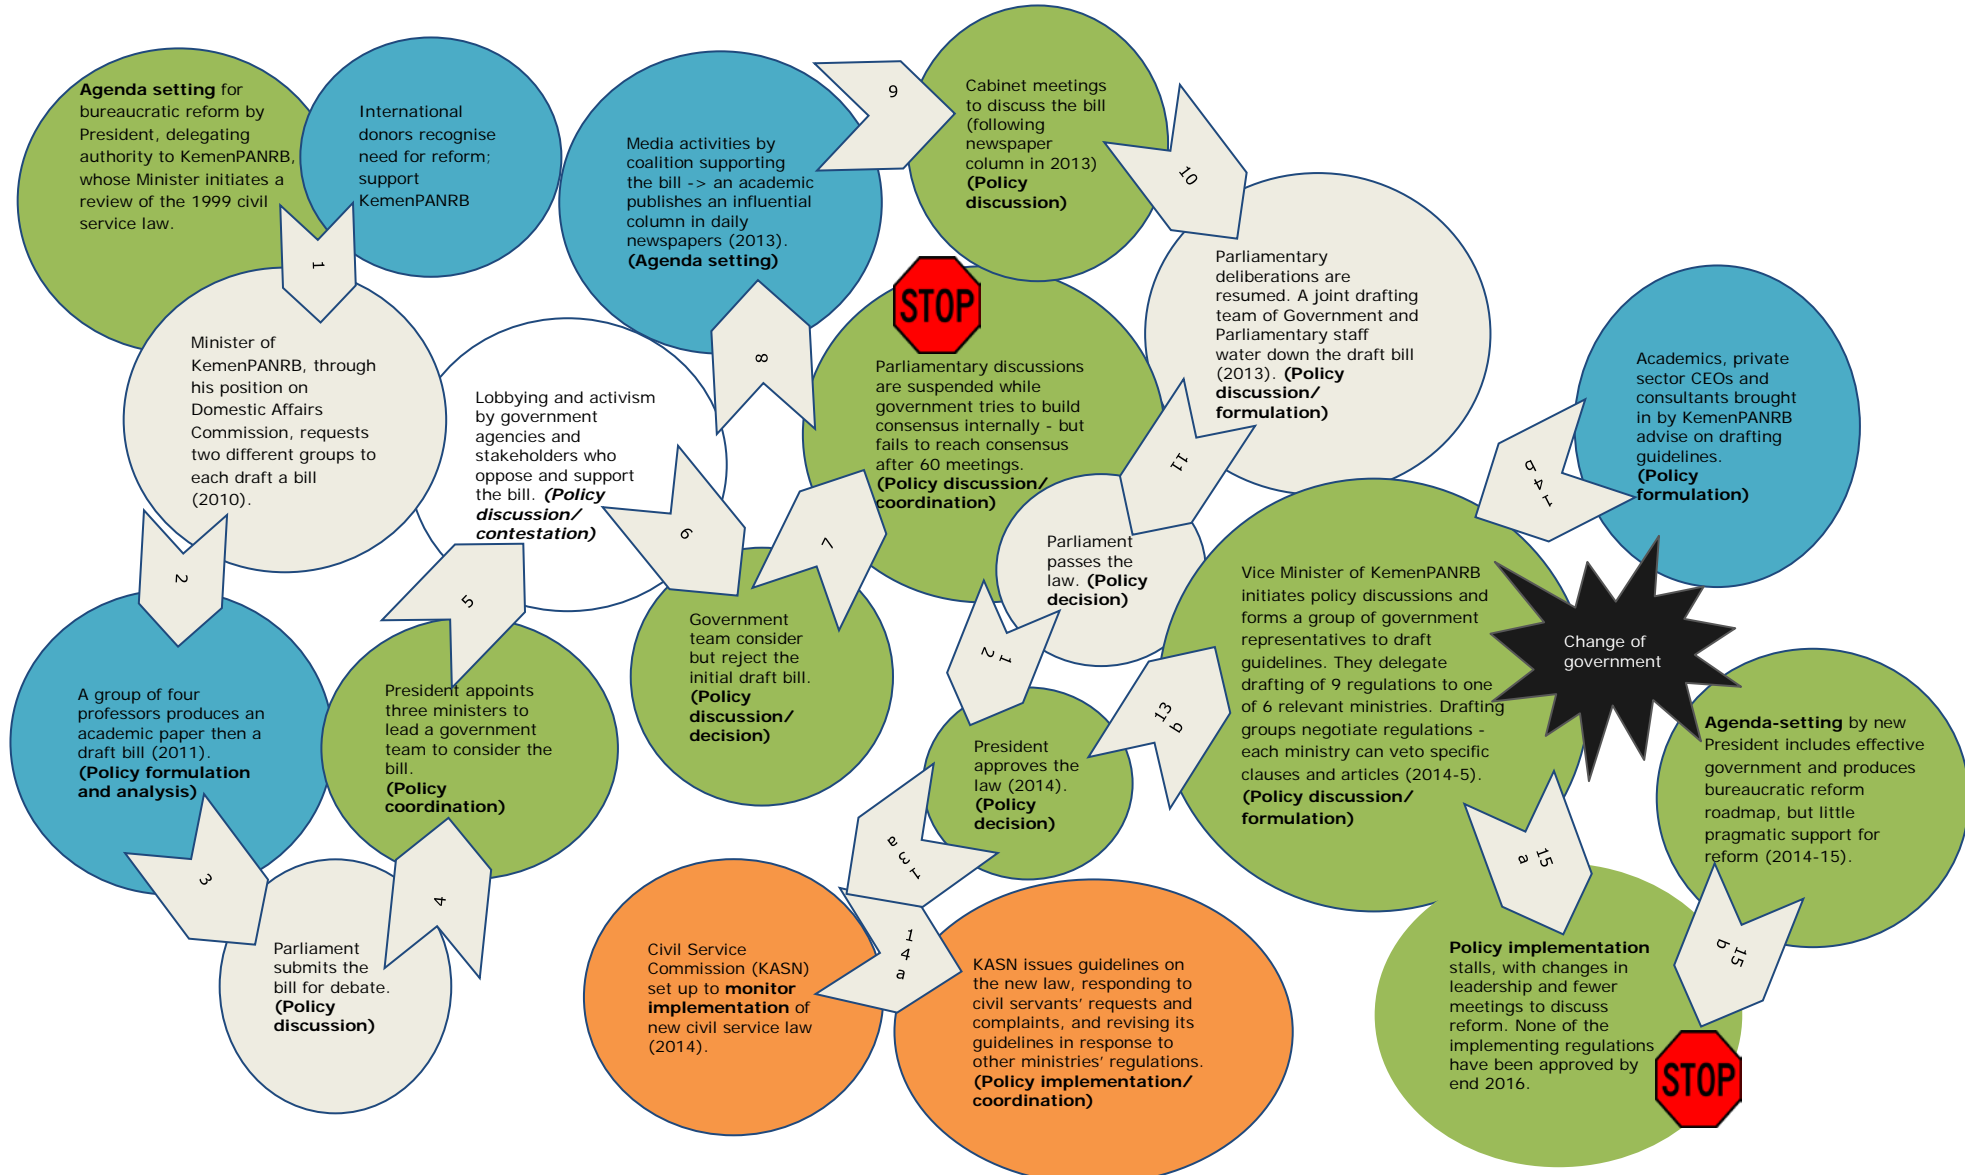 Agenda setting for
bureaucratic reform by
President, delegating
authority to KemenPANRB,
whose Minister initiates a
review of the 1999 civil
service law.
International
donors recognise
need for reform;
support
KemenPANRB
1
Minister of
KemenPANRB, through
his position on
Domestic Affairs
Commission, requests
two different groups to
each draft a bill
(2010).
2
A group of four
professors produces an
academic paper then a
draft bill (2011).
(Policy formulation
and analysis)
3
Parliament
submits the
bill for debate.
(Policy
discussion)
4
President appoints
three ministers to
lead a government
team to consider the
bill.
(Policy
coordination)
5
Lobbying and activism
by government
agencies and
stakeholders who
oppose and support
the bill. (Policy
discussion/
contestation)
6
Government
team consider
but reject the
initial draft bill.
(Policy
discussion/
decision)
7
STOP
Parliamentary discussions
are suspended while
government tries to build
consensus internally - but
fails to reach consensus
after 60 meetings.
(Policy discussion/
coordination)
8
Media activities by
coalition supporting
the bill -> an academic
publishes an influential
column in daily
newspapers (2013).
(Agenda setting)
9
Cabinet meetings
to discuss the bill
(following
newspaper
column in 2013)
(Policy
discussion)
10
Parliamentary
deliberations are
resumed. A joint drafting
team of Government and
Parliamentary staff
water down the draft bill
(2013). (Policy
discussion/
formulation)
11
Parliament
passes the
law. (Policy
decision)
1
2
President
approves the
law (2014).
(Policy
decision)
1
3
a
Civil Service
Commission (KASN)
set up to monitor
implementation of
new civil service law
(2014).
1
4
a
KASN issues guidelines on
the new law, responding to
civil servants' requests and
complaints, and revising its
guidelines in response to
other ministries' regulations.
(Policy implementation/
coordination)
13
b
Vice Minister of KemenPANRB
initiates policy discussions and
forms a group of government
representatives to draft
guidelines. They delegate
drafting of 9 regulations to one
of 6 relevant ministries. Drafting
groups negotiate regulations -
each ministry can veto specific
clauses and articles (2014-5).
(Policy discussion/
formulation)
1
4
b
Academics, private
sector CEOs and
consultants brought
in by KemenPANRB
advise on drafting
guidelines.
(Policy
formulation)
Change of
government
Agenda-setting by new
President includes effective
government and produces
bureaucratic reform
roadmap, but little
pragmatic support for
reform (2014-15).
15
a
15
b
Policy implementation
stalls, with changes in
leadership and fewer
meetings to discuss
reform. None of the
implementing regulations
have been approved by
end 2016.
STOP